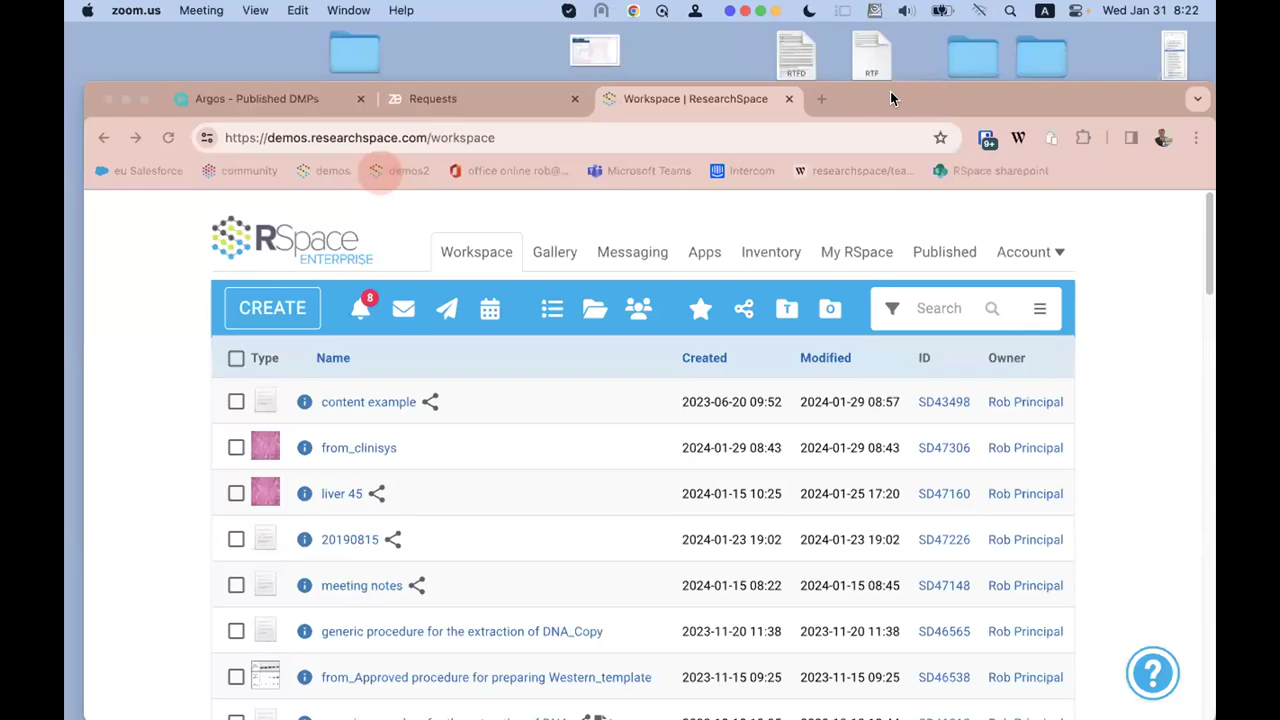 zoom.us Meeting View Edit Window Help A Wed Jan 31 8:22
RTFD RTF
Argos - Published DMPs Requests Workspace | ResearchSpace
https://demos.researchspace.com/workspace 9+ W
eu Salesforce community demos demos2 office online rob@... Microsoft Teams Intercom researchspace/tea... RSpace sharepoint
RSpace
ENTERPRISE
Workspace Gallery Messaging Apps Inventory My RSpace Published Account
CREATE 8 Search
Type Name Created Modified ID Owner
content example 2023-06-20 09:52 2024-01-29 08:57 SD43498 Rob Principal
from_clinisys 2024-01-29 08:43 2024-01-29 08:43 SD47306 Rob Principal
liver 45 2024-01-15 10:25 2024-01-25 17:20 SD47160 Rob Principal
20190815 2024-01-23 19:02 2024-01-23 19:02 SD47226 Rob Principal
meeting notes 2024-01-15 08:22 2024-01-15 08:45 SD47148 Rob Principal
generic procedure for the extraction of DNA_Copy 2023-11-20 11:38 2023-11-20 11:38 SD46565 Rob Principal
from_Approved procedure for preparing Western_template 2023-11-15 09:25 2023-11-15 09:25 SD46538 Rob Principal